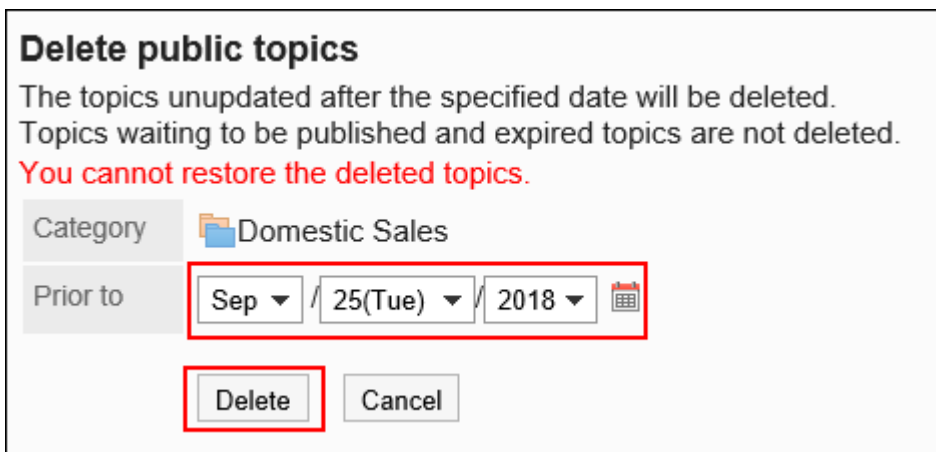 Delete public topics
The topics unupdated after the specified date will be deleted.
Topics waiting to be published and expired topics are not deleted.
You cannot restore the deleted topics.
Category Domestic Sales
Prior to Sep / 25(Tue) / 2018
Delete Cancel